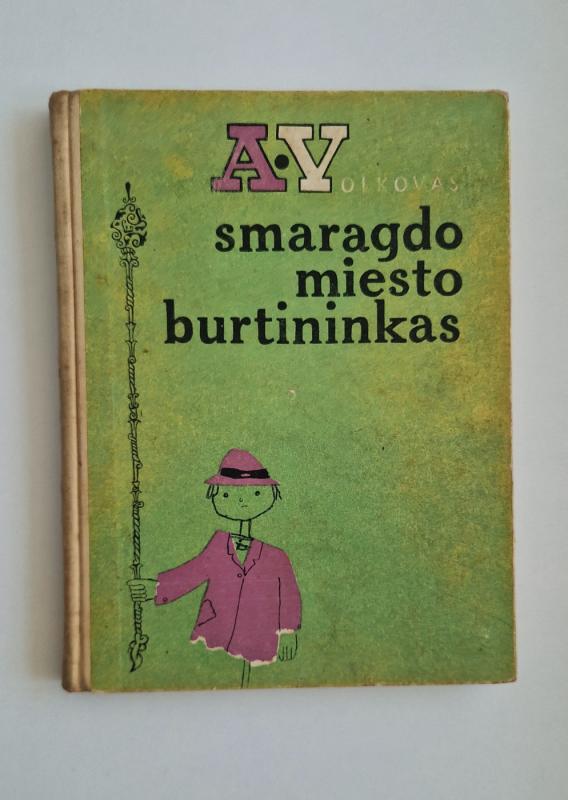 A·VOLKOVAS
smaragdo
miesto
burtininkas